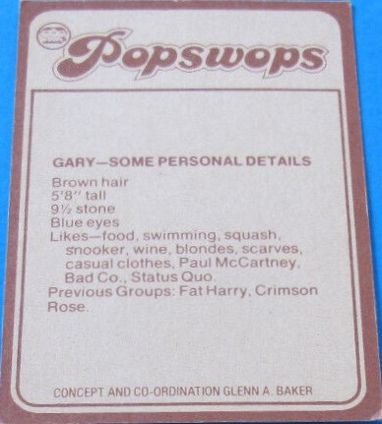 Popswops
GARY—SOME PERSONAL DETAILS
Brown hair
5'8" tall
9½ stone
Blue eyes
Likes—food, swimming, squash,
snooker, wine, blondes, scarves,
casual clothes, Paul McCartney,
Bad Co., Status Quo.
Previous Groups: Fat Harry, Crimson
Rose.
CONCEPT AND CO-ORDINATION GLENN A. BAKER